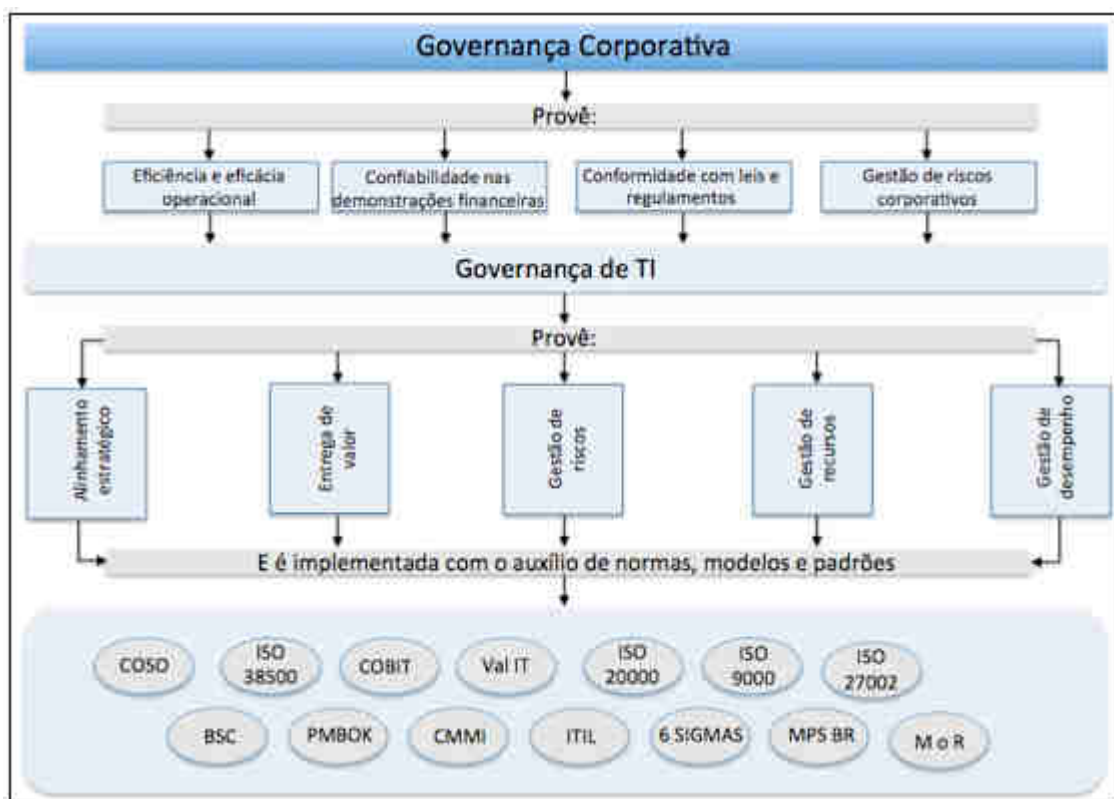 Governança Corporativa
Provê:
Eficiência e eficácia
operacional
Confiabilidade nas
demonstrações financeiras
Conformidade com leis e
regulamentos
Gestão de riscos
corporativos
Governança de TI
Provê:
Alinhamento
estratégico
Entrega de
valor
Gestão de
riscos
Gestão de
recursos
Gestão de
desempenho
E é implementada com o auxílio de normas, modelos e padrões
COSO
ISO
38500
COBIT
Val IT
ISO
20000
ISO
9000
ISO
27002
BSC
PMBOK
CMMI
ITIL
6 SIGMAS
MPS BR
M o R